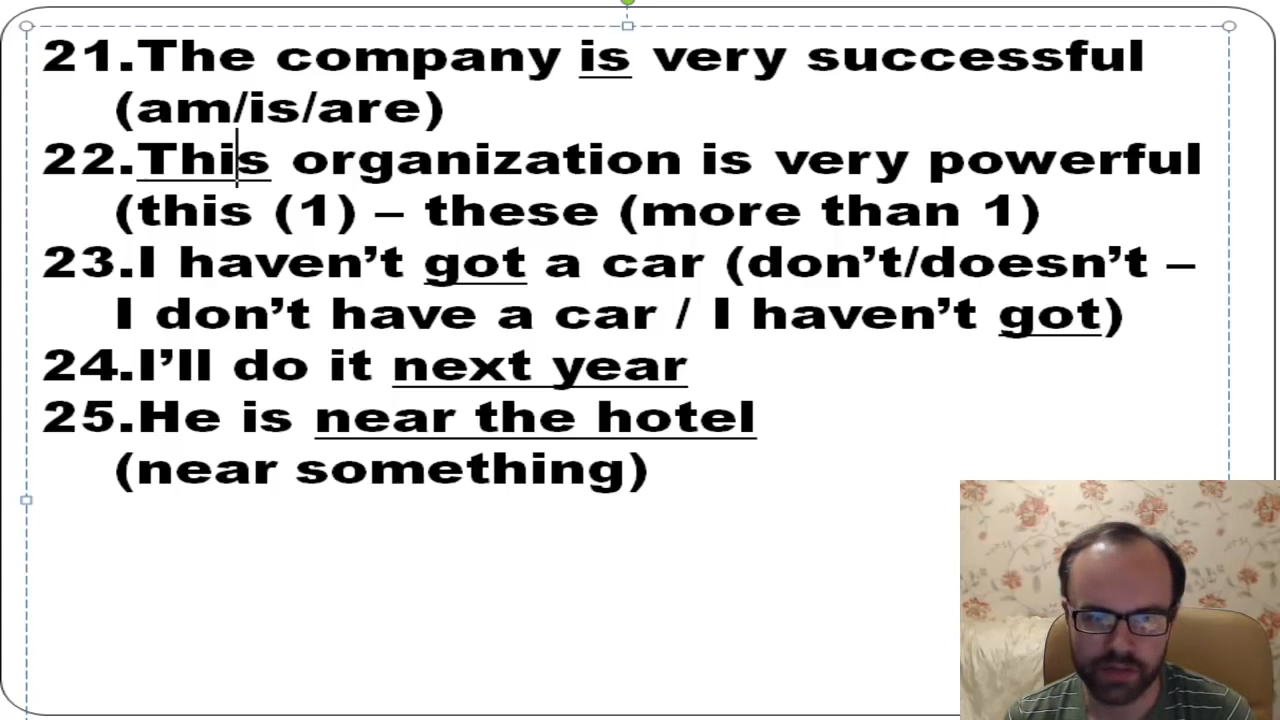 21.The company is very successful
(am/is/are)
22.This organization is very powerful
(this (1) – these (more than 1)
23.I haven’t got a car (don’t/doesn’t –
I don’t have a car / I haven’t got)
24.I’ll do it next year
25.He is near the hotel
(near something)